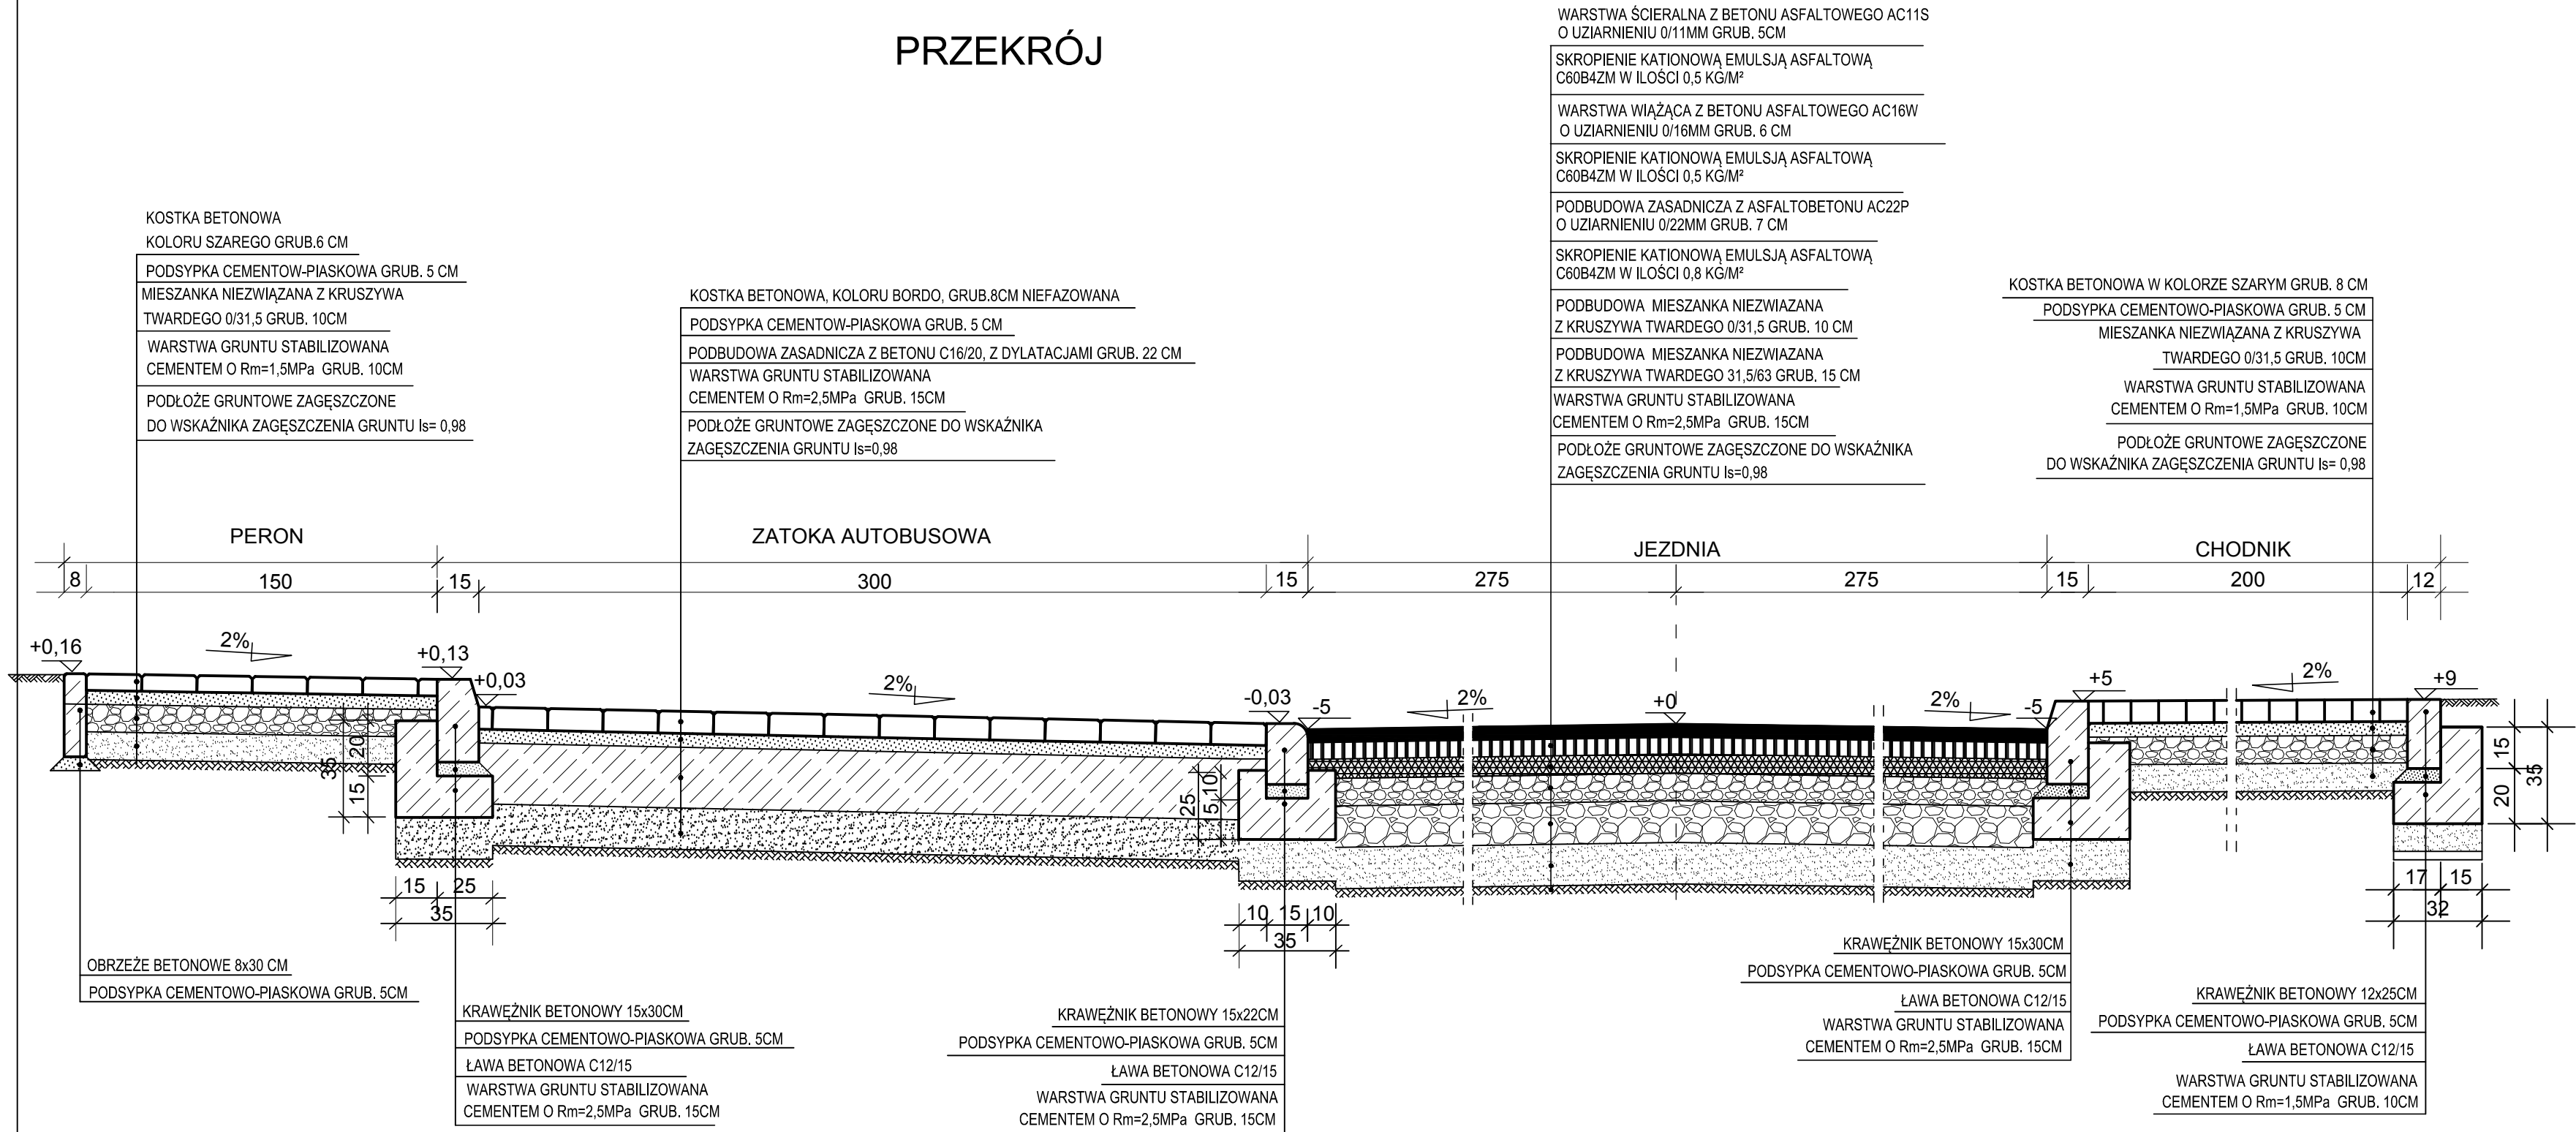 PRZEKRÓJ
WARSTWA ŚCIERALNA Z BETONU ASFALTOWEGO AC11S
O UZIARNIENIU 0/11MM GRUB. 5CM
SKROPIENIE KATIONOWĄ EMULSJĄ ASFALTOWĄ
C60B4ZM W ILOŚCI 0,5 KG/M²
WARSTWA WIĄŻĄCA Z BETONU ASFALTOWEGO AC16W
O UZIARNIENIU 0/16MM GRUB. 6 CM
SKROPIENIE KATIONOWĄ EMULSJĄ ASFALTOWĄ
C60B4ZM W ILOŚCI 0,5 KG/M²
PODBUDOWA ZASADNICZA Z ASFALTOBETONU AC22P
O UZIARNIENIU 0/22MM GRUB. 7 CM
SKROPIENIE KATIONOWĄ EMULSJĄ ASFALTOWĄ
C60B4ZM W ILOŚCI 0,8 KG/M²
PODBUDOWA MIESZANKA NIEZWIAZANA
Z KRUSZYWA TWARDEGO 0/31,5 GRUB. 10 CM
PODBUDOWA MIESZANKA NIEZWIAZANA
Z KRUSZYWA TWARDEGO 31,5/63 GRUB. 15 CM
WARSTWA GRUNTU STABILIZOWANA
CEMENTEM O Rm=2,5MPa GRUB. 15CM
PODŁOŻE GRUNTOWE ZAGĘSZCZONE DO WSKAŹNIKA
ZAGĘSZCZENIA GRUNTU Is=0,98
KOSTKA BETONOWA
KOLORU SZAREGO GRUB.6 CM
PODSYPKA CEMENTOW-PIASKOWA GRUB. 5 CM
MIESZANKA NIEZWIĄZANA Z KRUSZYWA
TWARDEGO 0/31,5 GRUB. 10CM
WARSTWA GRUNTU STABILIZOWANA
CEMENTEM O Rm=1,5MPa GRUB. 10CM
PODŁOŻE GRUNTOWE ZAGĘSZCZONE
DO WSKAŹNIKA ZAGĘSZCZENIA GRUNTU Is= 0,98
KOSTKA BETONOWA, KOLORU BORDO, GRUB.8CM NIEFAZOWANA
PODSYPKA CEMENTOW-PIASKOWA GRUB. 5 CM
PODBUDOWA ZASADNICZA Z BETONU C16/20, Z DYLATACJAMI GRUB. 22 CM
WARSTWA GRUNTU STABILIZOWANA
CEMENTEM O Rm=2,5MPa GRUB. 15CM
PODŁOŻE GRUNTOWE ZAGĘSZCZONE DO WSKAŹNIKA
ZAGĘSZCZENIA GRUNTU Is=0,98
KOSTKA BETONOWA W KOLORZE SZARYM GRUB. 8 CM
PODSYPKA CEMENTOWO-PIASKOWA GRUB. 5 CM
MIESZANKA NIEZWIĄZANA Z KRUSZYWA
TWARDEGO 0/31,5 GRUB. 10CM
WARSTWA GRUNTU STABILIZOWANA
CEMENTEM O Rm=1,5MPa GRUB. 10CM
PODŁOŻE GRUNTOWE ZAGĘSZCZONE
DO WSKAŹNIKA ZAGĘSZCZENIA GRUNTU Is= 0,98
PERON ZATOKA AUTOBUSOWA JEZDNIA CHODNIK
8 150 15 300 15 275 275 15 200 12
+0,16 2% +0,13 +0,03 2% -0,03 -5 2% +0 2% -5 +5 2% +9
35 20 15
25 15,10
15 20 35
15 25
35
10 15 10
35
17 15
32
OBRZEŻE BETONOWE 8x30 CM
PODSYPKA CEMENTOWO-PIASKOWA GRUB. 5CM
KRAWĘŻNIK BETONOWY 15x30CM
PODSYPKA CEMENTOWO-PIASKOWA GRUB. 5CM
ŁAWA BETONOWA C12/15
WARSTWA GRUNTU STABILIZOWANA
CEMENTEM O Rm=2,5MPa GRUB. 15CM
KRAWĘŻNIK BETONOWY 15x22CM
PODSYPKA CEMENTOWO-PIASKOWA GRUB. 5CM
ŁAWA BETONOWA C12/15
WARSTWA GRUNTU STABILIZOWANA
CEMENTEM O Rm=2,5MPa GRUB. 15CM
KRAWĘŻNIK BETONOWY 15x30CM
PODSYPKA CEMENTOWO-PIASKOWA GRUB. 5CM
ŁAWA BETONOWA C12/15
WARSTWA GRUNTU STABILIZOWANA
CEMENTEM O Rm=2,5MPa GRUB. 15CM
KRAWĘŻNIK BETONOWY 12x25CM
PODSYPKA CEMENTOWO-PIASKOWA GRUB. 5CM
ŁAWA BETONOWA C12/15
WARSTWA GRUNTU STABILIZOWANA
CEMENTEM O Rm=1,5MPa GRUB. 10CM